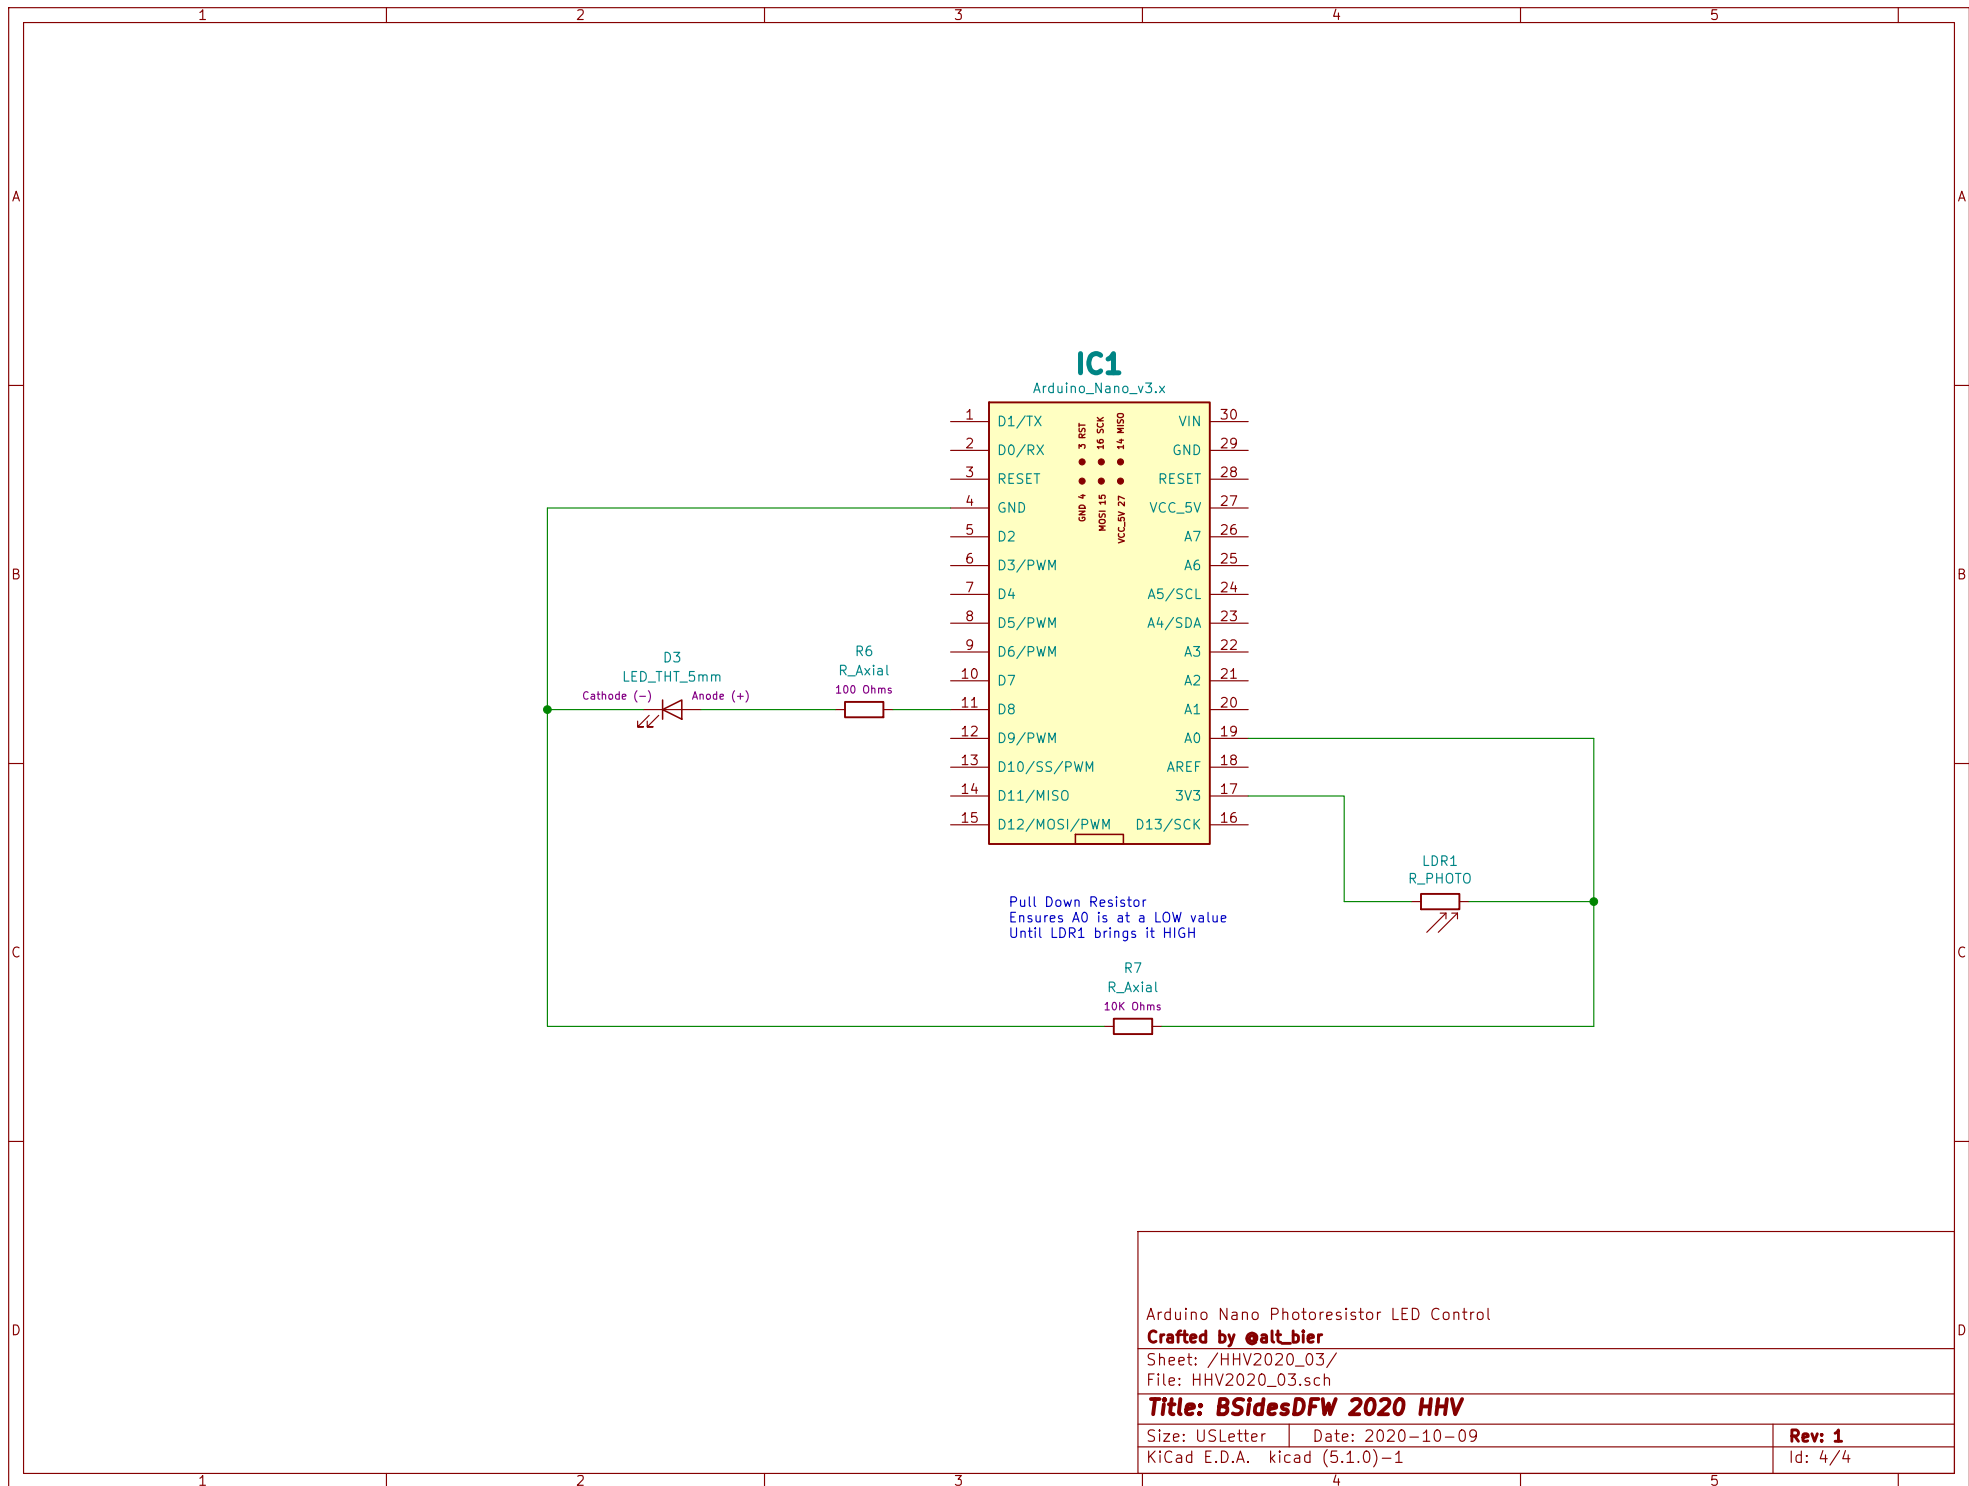 1 2 3 4 5
A A
B B
C C
D D
IC1
Arduino_Nano_v3.x
3 RST
16 SCK
14 MISO
GND 4
MOSI 15
VCC_5V 27
1 D1/TX VIN 30
2 D0/RX GND 29
3 RESET RESET 28
4 GND VCC_5V 27
5 D2 A7 26
6 D3/PWM A6 25
7 D4 A5/SCL 24
8 D5/PWM A4/SDA 23
9 D6/PWM A3 22
10 D7 A2 21
11 D8 A1 20
12 D9/PWM A0 19
13 D10/SS/PWM AREF 18
14 D11/MISO 3V3 17
15 D12/MOSI/PWM D13/SCK 16
D3
LED_THT_5mm
Cathode (-) Anode (+)
R6
R_Axial
100 Ohms
LDR1
R_PHOTO
Pull Down Resistor
Ensures A0 is at a LOW value
Until LDR1 brings it HIGH
R7
R_Axial
10K Ohms
Arduino Nano Photoresistor LED Control
Crafted by @alt_bier
Sheet: /HHV2020_03/
File: HHV2020_03.sch
Title: BSidesDFW 2020 HHV
Size: USLetter Date: 2020-10-09 Rev: 1
KiCad E.D.A. kicad (5.1.0)-1 Id: 4/4
1 2 3 4 5